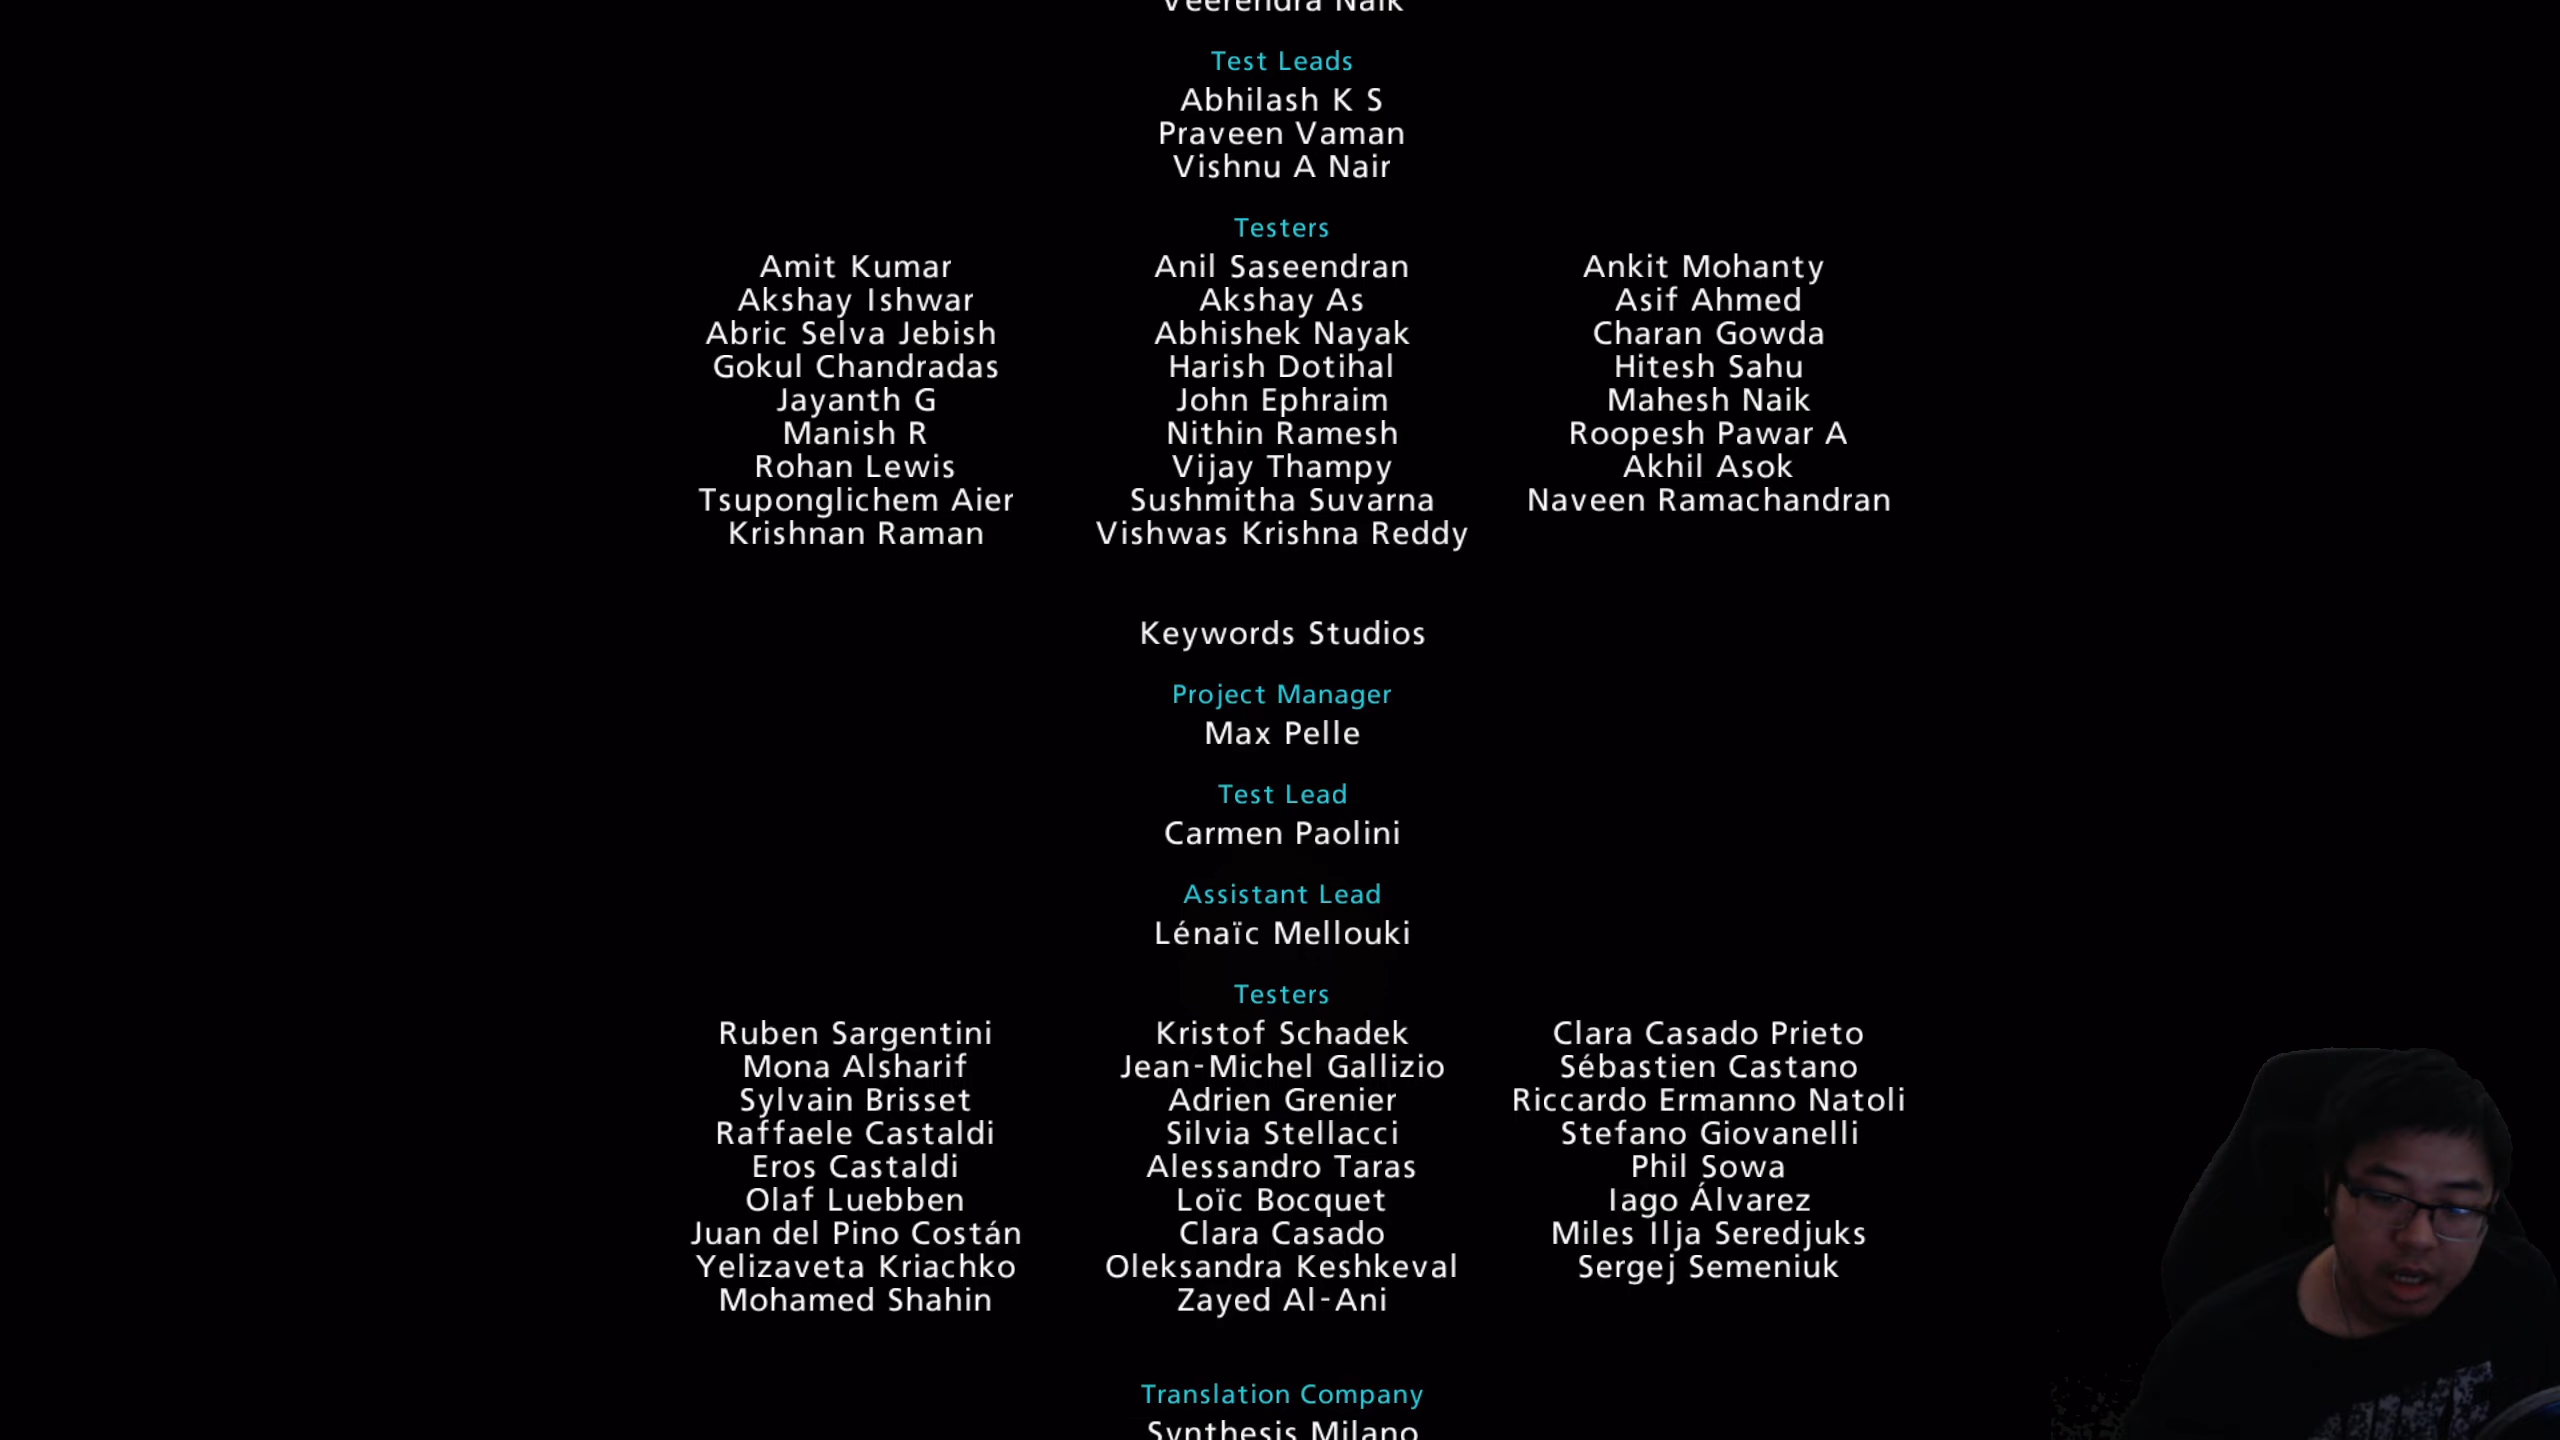 Veerendra Naik
Test Leads
Abhilash K S
Praveen Vaman
Vishnu A Nair
Testers
Amit Kumar Anil Saseendran Ankit Mohanty
Akshay Ishwar Akshay As Asif Ahmed
Abric Selva Jebish Abhishek Nayak Charan Gowda
Gokul Chandradas Harish Dotihal Hitesh Sahu
Jayanth G John Ephraim Mahesh Naik
Manish R Nithin Ramesh Roopesh Pawar A
Rohan Lewis Vijay Thampy Akhil Asok
Tsuponglichem Aier Sushmitha Suvarna Naveen Ramachandran
Krishnan Raman Vishwas Krishna Reddy
Keywords Studios
Project Manager
Max Pelle
Test Lead
Carmen Paolini
Assistant Lead
Lénaïc Mellouki
Testers
Ruben Sargentini Kristof Schadek Clara Casado Prieto
Mona Alsharif Jean-Michel Gallizio Sébastien Castano
Sylvain Brisset Adrien Grenier Riccardo Ermanno Natoli
Raffaele Castaldi Silvia Stellacci Stefano Giovanelli
Eros Castaldi Alessandro Taras Phil Sowa
Olaf Luebben Loïc Bocquet Iago Álvarez
Juan del Pino Costán Clara Casado Miles Ilja Seredjuks
Yelizaveta Kriachko Oleksandra Keshkeval Sergej Semeniuk
Mohamed Shahin Zayed Al-Ani
Translation Company
Synthesis Milano